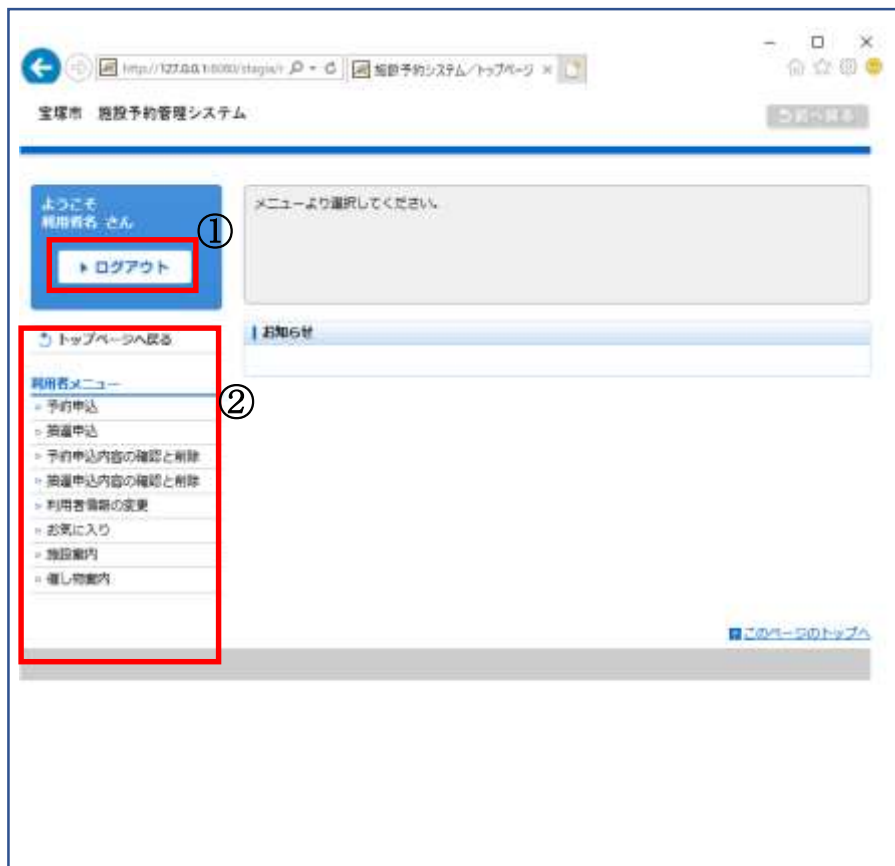 http://127.0.0.1:8080/stagia/r
施設予約システム/トップページ
宝塚市 施設予約管理システム
前へ戻る
ようこそ
利用者名 さん
①
ログアウト
メニューより選択してください。
トップページへ戻る
お知らせ
利用者メニュー
②
予約申込
抽選申込
予約申込内容の確認と削除
抽選申込内容の確認と削除
利用者情報の変更
お気に入り
施設案内
催し物案内
このページのトップへ